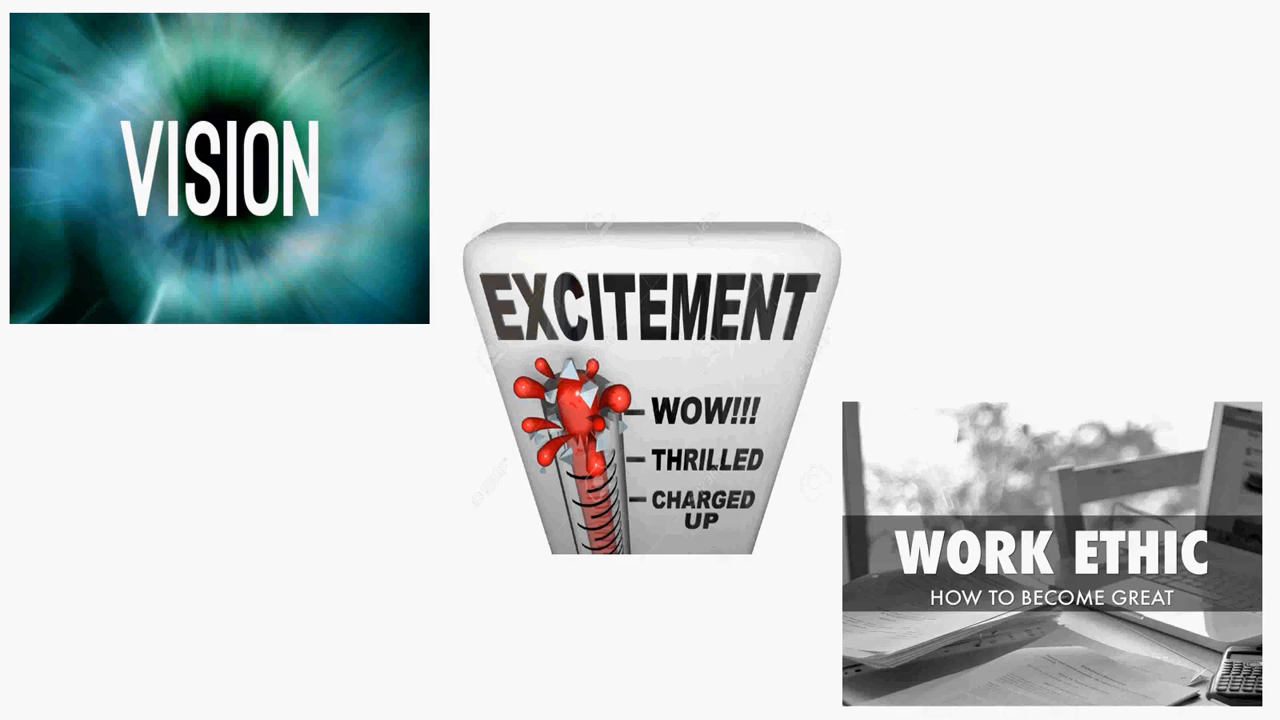 VISION
EXCITEMENT
WOW!!!
THRILLED
CHARGED
UP
WORK ETHIC
HOW TO BECOME GREAT